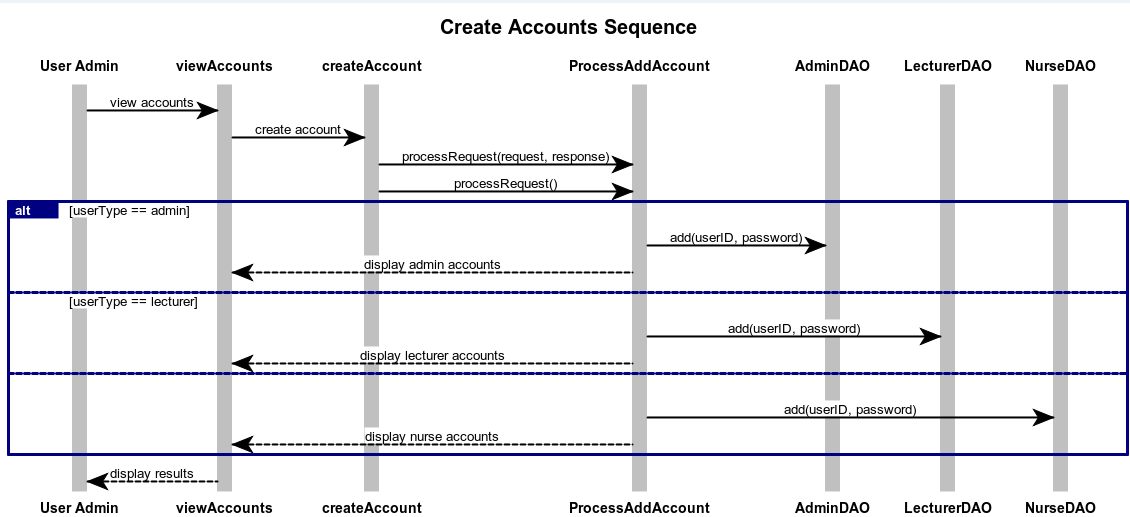 Create Accounts Sequence
User Admin viewAccounts createAccount ProcessAddAccount AdminDAO LecturerDAO NurseDAO
view accounts
create account
processRequest(request, response)
processRequest()
alt [userType == admin]
add(userID, password)
display admin accounts
[userType == lecturer]
add(userID, password)
display lecturer accounts
add(userID, password)
display nurse accounts
display results
User Admin viewAccounts createAccount ProcessAddAccount AdminDAO LecturerDAO NurseDAO